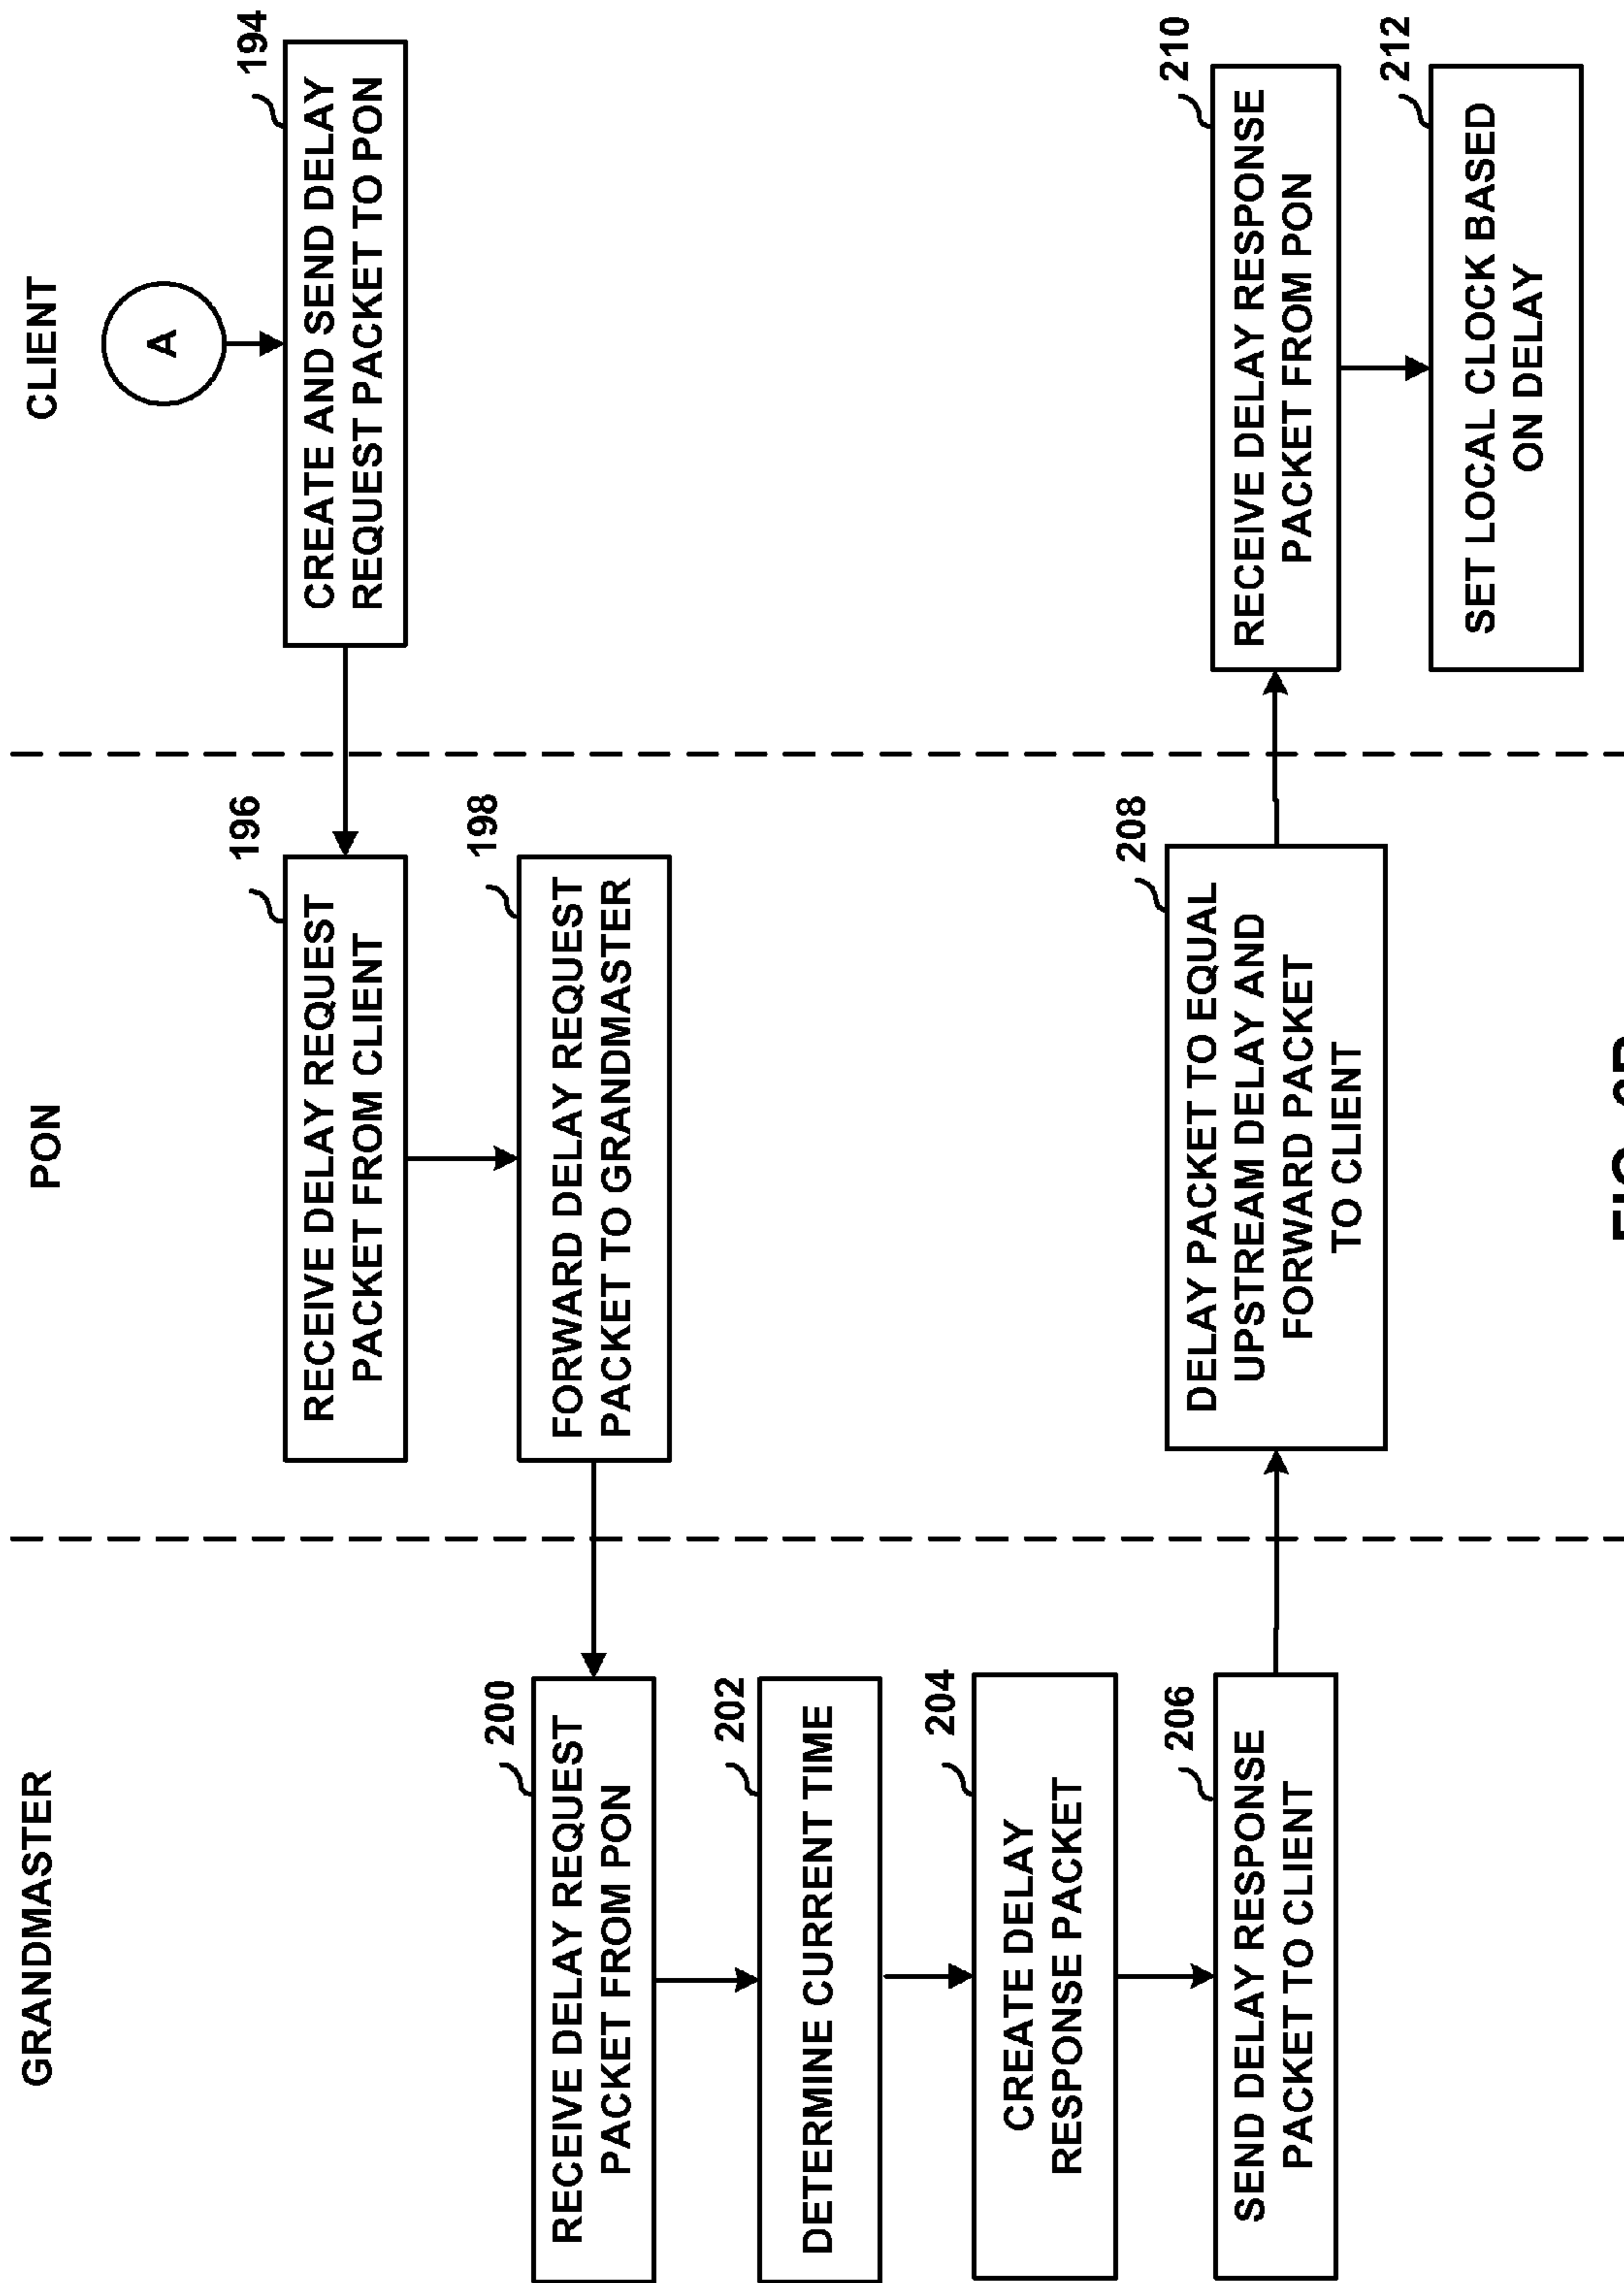 GRANDMASTER
PON
CLIENT
A
194
CREATE AND SEND DELAY
REQUEST PACKET TO PON
196
RECEIVE DELAY REQUEST
PACKET FROM CLIENT
198
FORWARD DELAY REQUEST
PACKET TO GRANDMASTER
200
RECEIVE DELAY REQUEST
PACKET FROM PON
202
DETERMINE CURRENT TIME
204
CREATE DELAY
RESPONSE PACKET
206
SEND DELAY RESPONSE
PACKET TO CLIENT
208
DELAY PACKET TO EQUAL
UPSTREAM DELAY AND
FORWARD PACKET
TO CLIENT
210
RECEIVE DELAY RESPONSE
PACKET FROM PON
212
SET LOCAL CLOCK BASED
ON DELAY